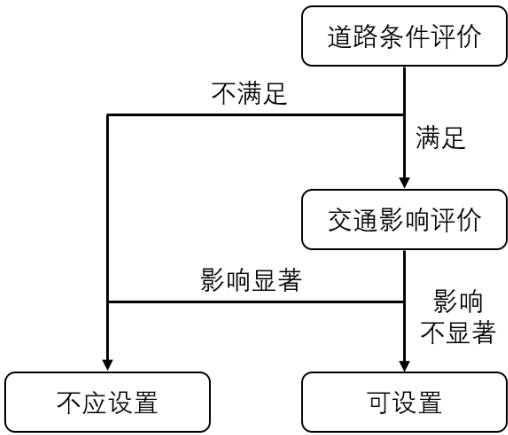 道路条件评价
不满足
满足
交通影响评价
影响显著
影响
不显著
不应设置
可设置